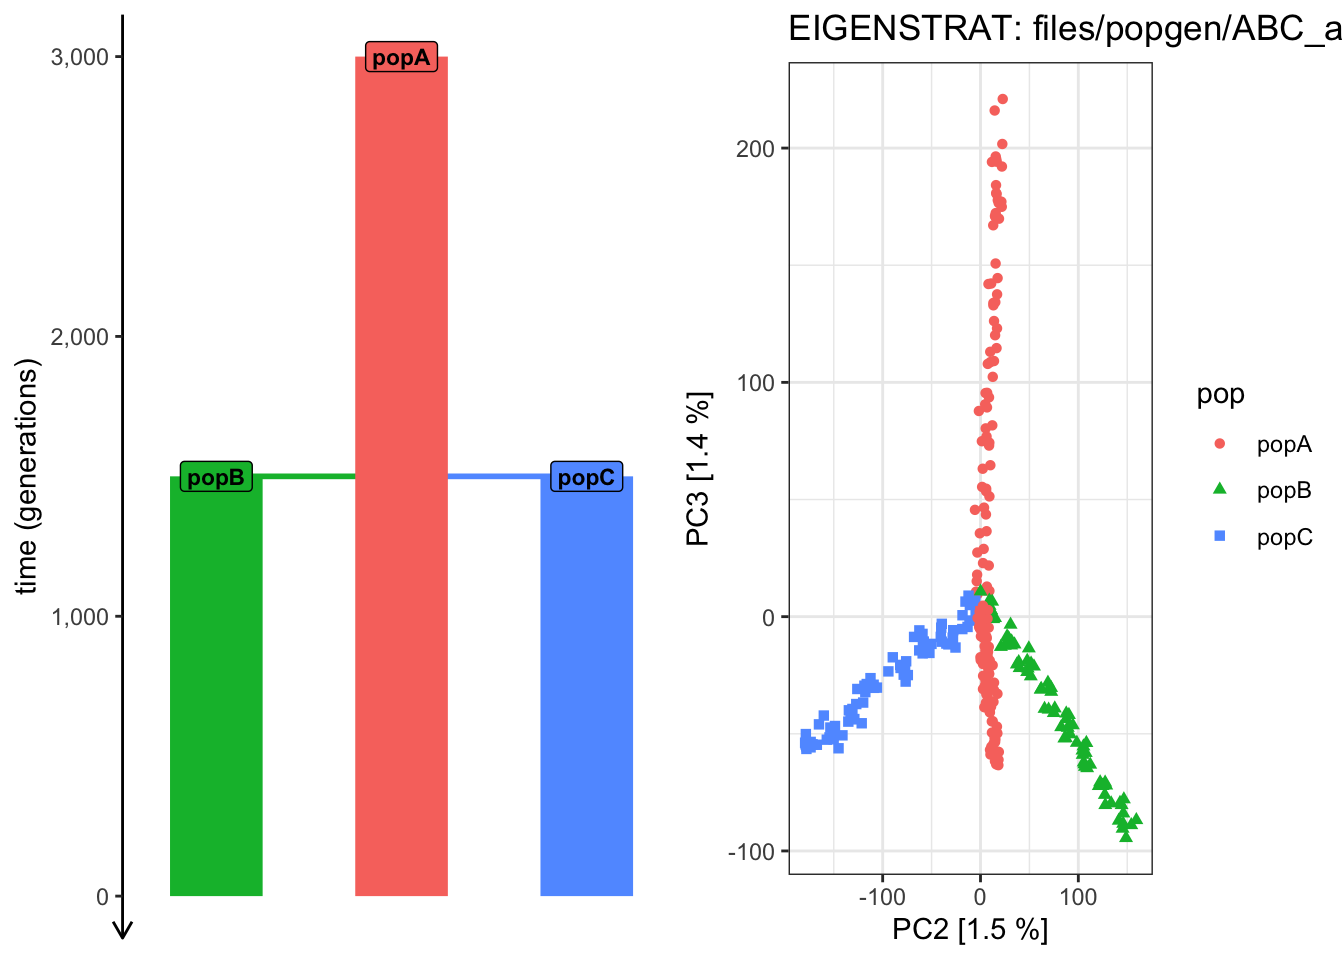 3,000
2,000
1,000
0
time (generations)
popA
popB
popC
EIGENSTRAT: files/popgen/ABC_a
200
100
0
-100
PC3 [1.4 %]
-100
0
100
PC2 [1.5 %]
pop
popA
popB
popC